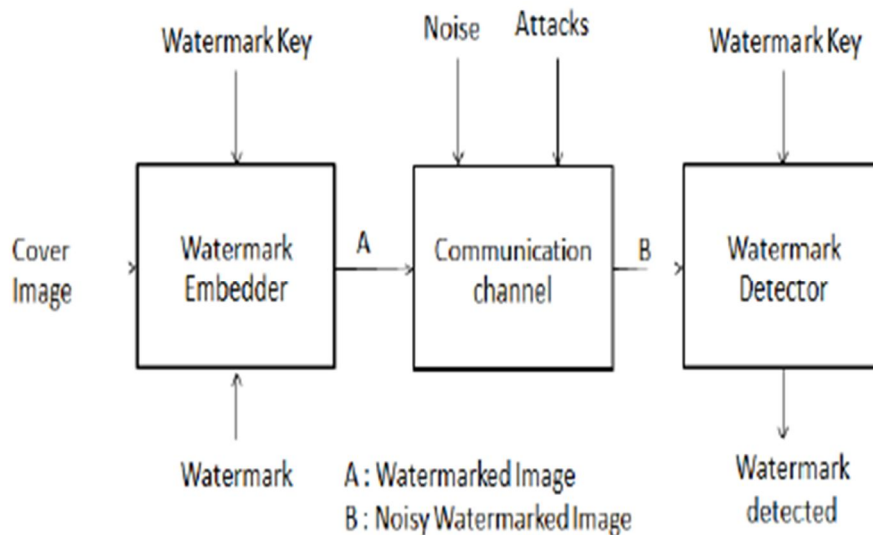 Watermark Key
Noise
Attacks
Watermark Key
Cover
Image
Watermark
Embedder
A
Communication
channel
B
Watermark
Detector
Watermark
A : Watermarked Image
B : Noisy Watermarked Image
Watermark
detected